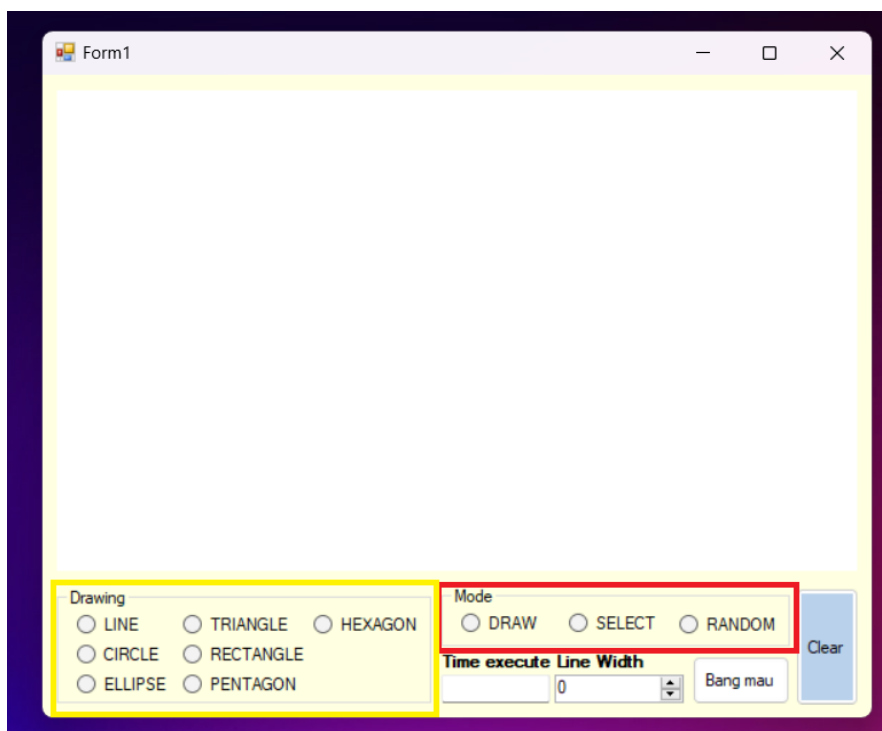 Form1
Drawing
LINE TRIANGLE HEXAGON
CIRCLE RECTANGLE
ELLIPSE PENTAGON
Mode
DRAW SELECT RANDOM
Time execute Line Width
0
Bang mau
Clear